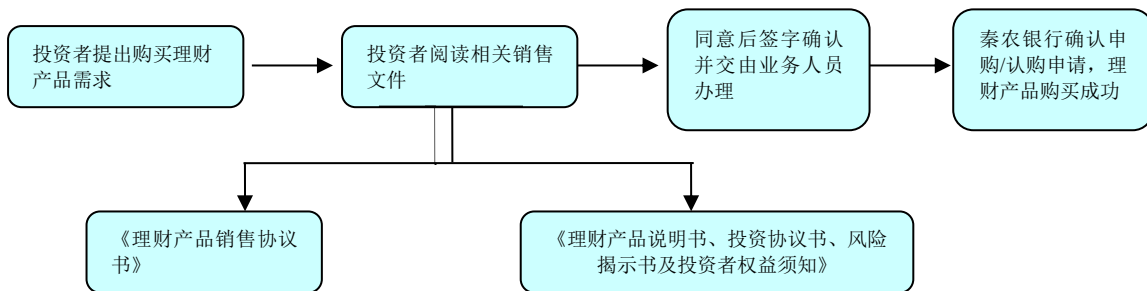 投资者提出购买理财
产品需求
投资者阅读相关销售
文件
同意后签字确认
并交由业务人员
办理
秦农银行确认申
购/认购申请，理
财产品购买成功
《理财产品销售协议
书》
《理财产品说明书、投资协议书、风险
揭示书及投资者权益须知》